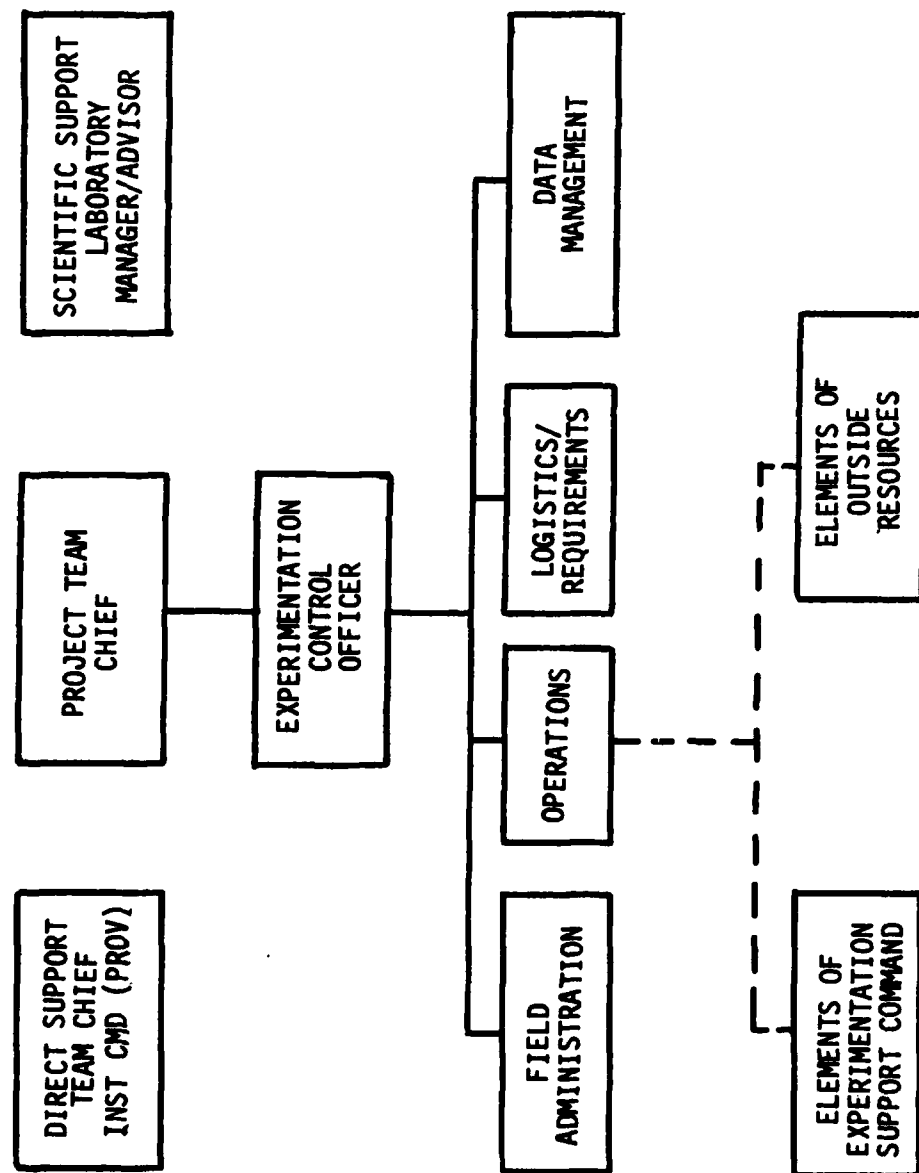 DIRECT SUPPORT
TEAM CHIEF
INST CMD (PROV)
PROJECT TEAM
CHIEF
SCIENTIFIC SUPPORT
LABORATORY
MANAGER/ADVISOR
EXPERIMENTATION
CONTROL
OFFICER
FIELD
ADMINISTRATION
OPERATIONS
LOGISTICS/
REQUIREMENTS
DATA
MANAGEMENT
ELEMENTS OF
EXPERIMENTATION
SUPPORT COMMAND
ELEMENTS OF
OUTSIDE
RESOURCES